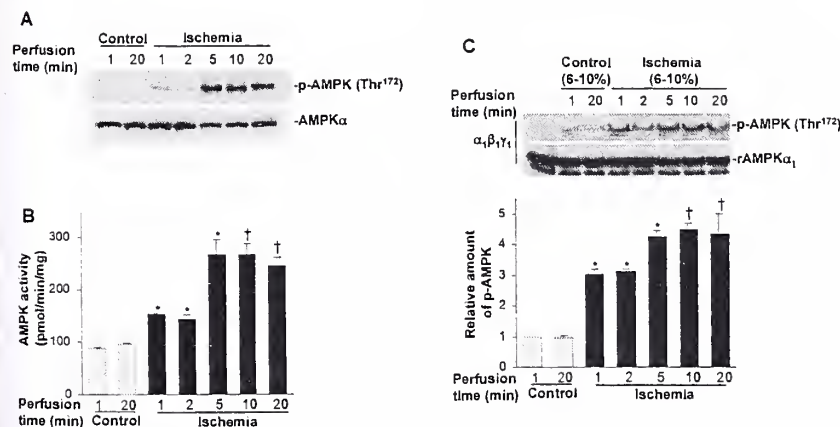 A
Control Ischemia
Perfusion time (min) 1 20 1 2 5 10 20
-p-AMPK (Thr172)
-AMPKα
B
AMPK activity (pmol/min/mg)
300
200
100
0
* * * † †
Perfusion time (min) 1 20 1 2 5 10 20
Control Ischemia
C
Control (6-10%) Ischemia (6-10%)
Perfusion time (min) 1 20 1 2 5 10 20
α1β1γ1
-p-AMPK (Thr172)
-rAMPKα1
Relative amount of p-AMPK
5
4
3
2
1
0
* * * † †
Perfusion time (min) 1 20 1 2 5 10 20
Control Ischemia